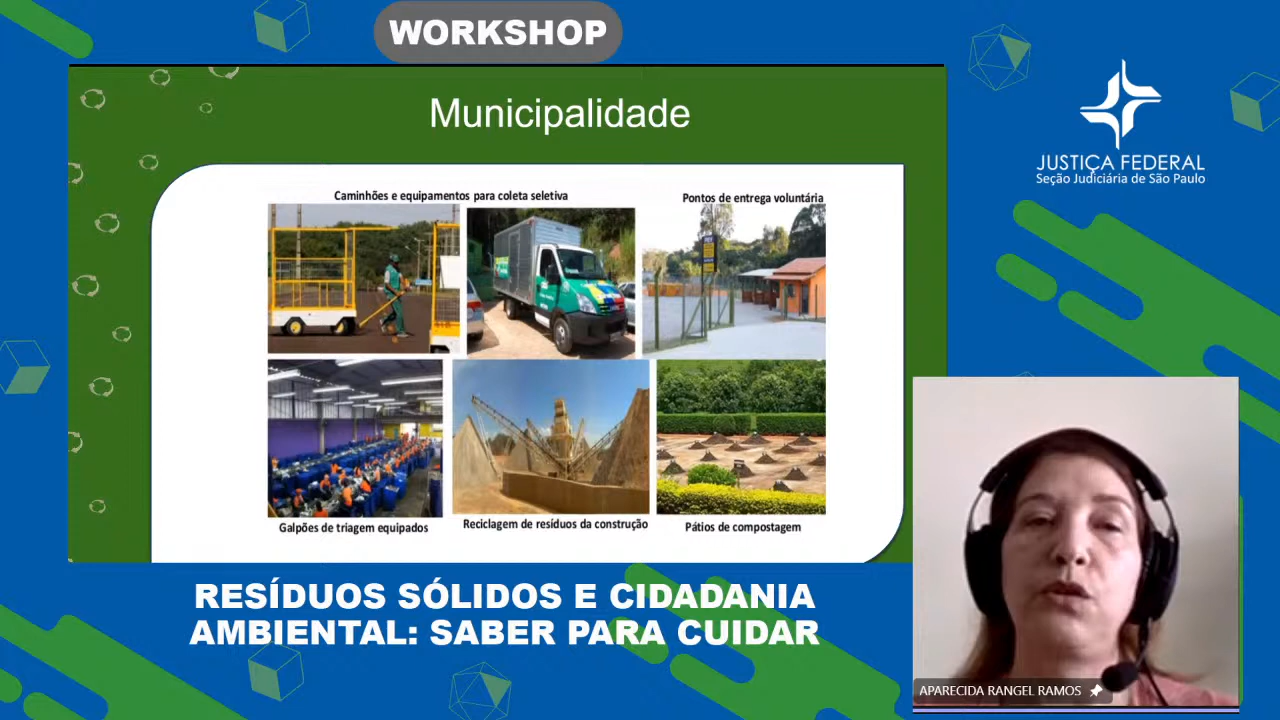 WORKSHOP
Municipalidade
JUSTIÇA FEDERAL
Seção Judiciária de São Paulo
Caminhões e equipamentos para coleta seletiva
Pontos de entrega voluntária
Galpões de triagem equipados
Reciclagem de resíduos da construção
Pátios de compostagem
RESÍDUOS SÓLIDOS E CIDADANIA
AMBIENTAL: SABER PARA CUIDAR
APARECIDA RANGEL RAMOS